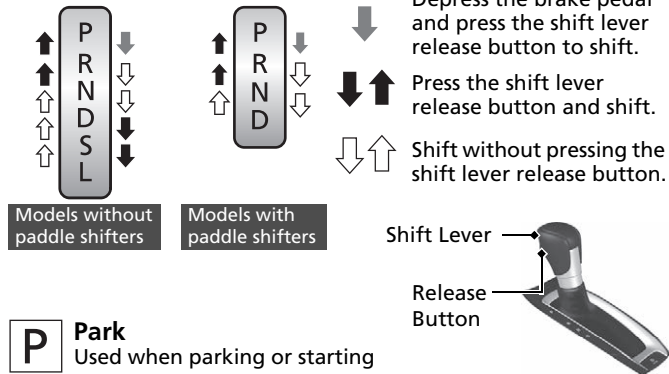 Depress the brake pedal
and press the shift lever
release button to shift.
P
R
N
D
S
L
P
R
N
D
Press the shift lever
release button and shift.
Shift without pressing the
shift lever release button.
Models without
paddle shifters
Models with
paddle shifters
Shift Lever
Release
Button
P
Park
Used when parking or starting